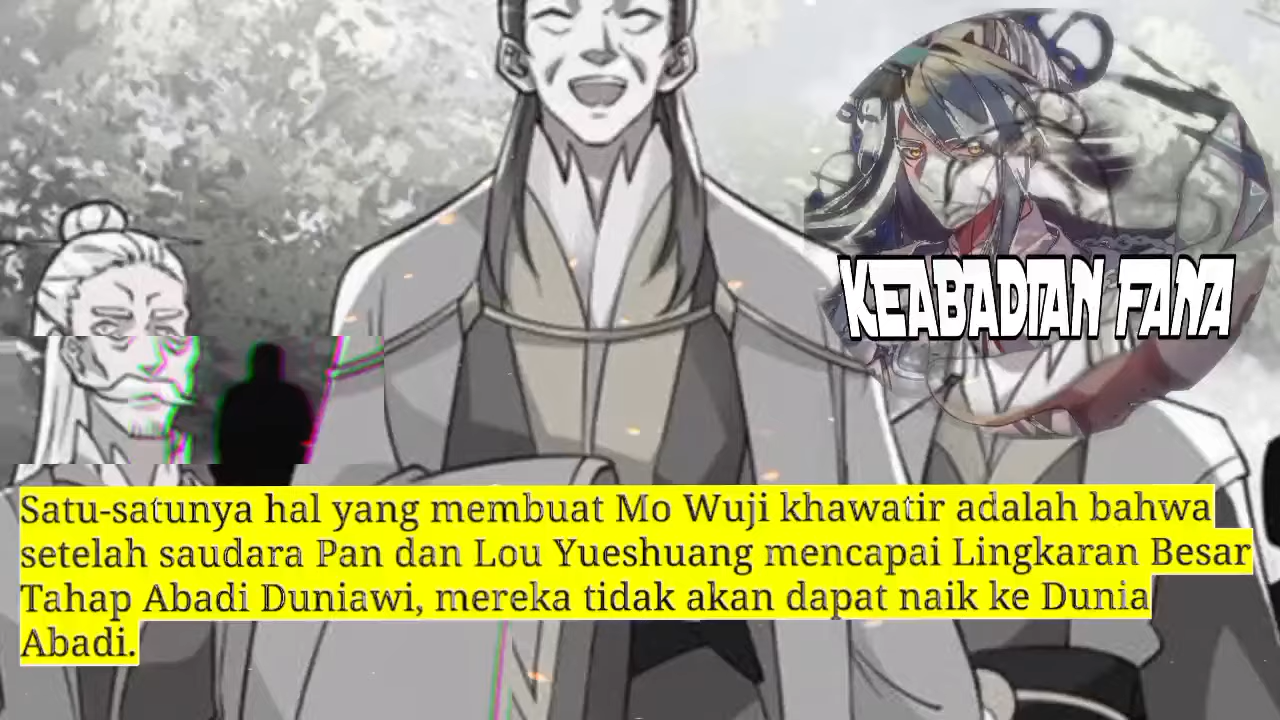 KEABADIAN FANA
Satu-satunya hal yang membuat Mo Wuji khawatir adalah bahwa
setelah saudara Pan dan Lou Yueshuang mencapai Lingkaran Besar
Tahap Abadi Duniawi, mereka tidak akan dapat naik ke Dunia
Abadi.